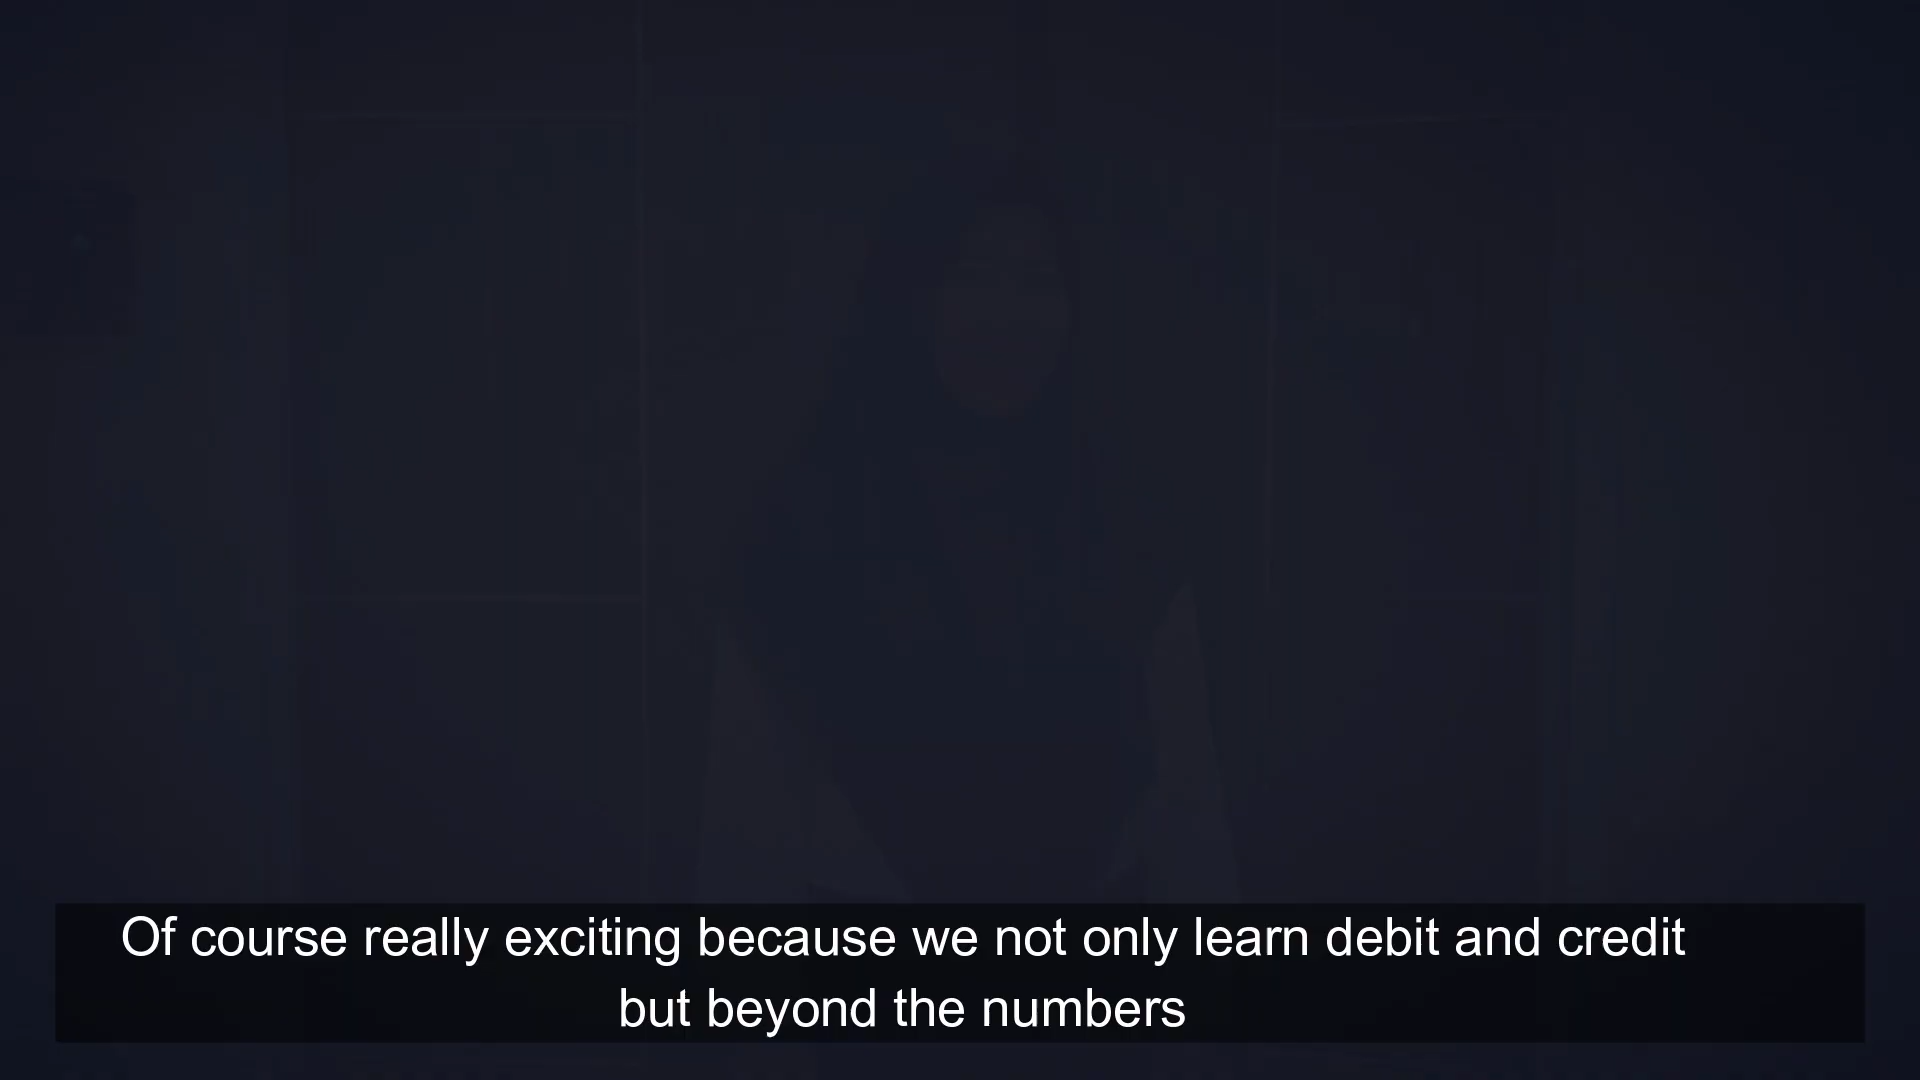 Of course really exciting because we not only learn debit and credit
but beyond the numbers